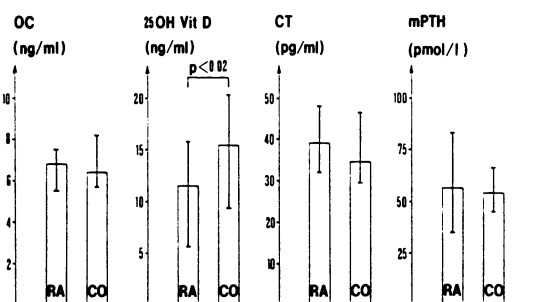 OC 25OH Vit D CT mPTH
(ng/ml) (ng/ml) (pg/ml) (pmol/l)
p<0.02
10 20 50 100
8 15 40 75
6 10 30 50
4 5 20 25
2 10
RA CO RA CO RA CO RA CO